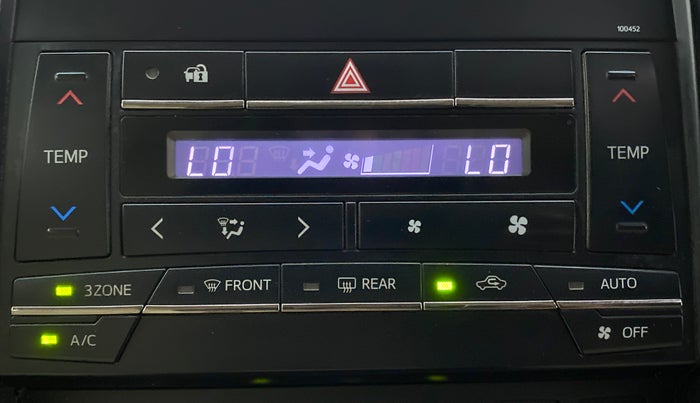 100452
TEMP
LO
LO
TEMP
3ZONE
FRONT
REAR
AUTO
A/C
OFF